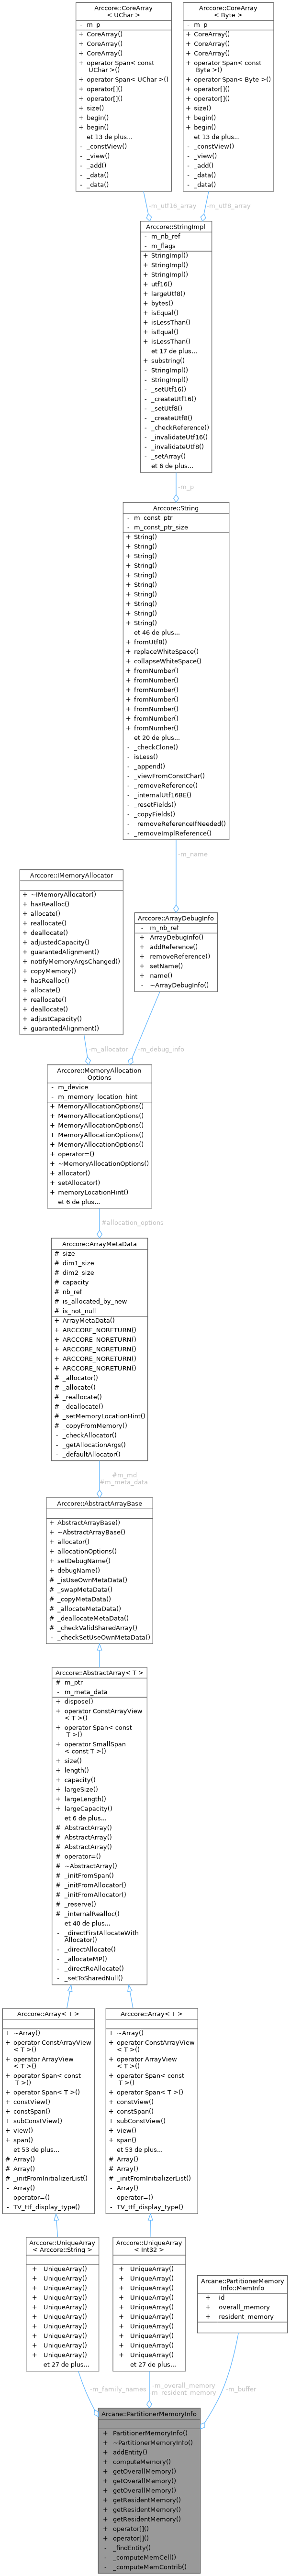 Arccore::CoreArray
< UChar >
- m_p
+ CoreArray()
+ CoreArray()
+ CoreArray()
+ operator Span< const
UChar >()
+ operator Span< UChar >()
+ operator[]()
+ operator[]()
+ size()
+ begin()
+ begin()
et 13 de plus...
- _constView()
- _view()
- _add()
- _data()
- _data()
Arccore::CoreArray
< Byte >
- m_p
+ CoreArray()
+ CoreArray()
+ CoreArray()
+ operator Span< const
Byte >()
+ operator Span< Byte >()
+ operator[]()
+ operator[]()
+ size()
+ begin()
+ begin()
et 13 de plus...
- _constView()
- _view()
- _add()
- _data()
- _data()
-m_utf16_array
-m_utf8_array
Arccore::StringImpl
- m_nb_ref
- m_flags
+ StringImpl()
+ StringImpl()
+ StringImpl()
+ utf16()
+ largeUtf8()
+ bytes()
+ isEqual()
+ isLessThan()
+ isEqual()
+ isLessThan()
et 17 de plus...
+ substring()
- StringImpl()
- StringImpl()
- _setUtf16()
- _createUtf16()
- _setUtf8()
- _createUtf8()
- _checkReference()
- _invalidateUtf16()
- _invalidateUtf8()
- _setArray()
et 6 de plus...
-m_p
Arccore::String
- m_const_ptr
- m_const_ptr_size
+ String()
+ String()
+ String()
+ String()
+ String()
+ String()
+ String()
+ String()
+ String()
+ String()
et 46 de plus...
+ fromUtf8()
+ replaceWhiteSpace()
+ collapseWhiteSpace()
+ fromNumber()
+ fromNumber()
+ fromNumber()
+ fromNumber()
+ fromNumber()
+ fromNumber()
+ fromNumber()
et 20 de plus...
- _checkClone()
- isLess()
- _append()
- _viewFromConstChar()
- _removeReference()
- _internalUtf16BE()
- _resetFields()
- _copyFields()
- _removeReferenceIfNeeded()
- _removeImplReference()
-m_name
Arccore::IMemoryAllocator
+ ~IMemoryAllocator()
+ hasRealloc()
+ allocate()
+ reallocate()
+ deallocate()
+ adjustedCapacity()
+ guarantedAlignment()
+ notifyMemoryArgsChanged()
+ copyMemory()
+ hasRealloc()
+ allocate()
+ reallocate()
+ deallocate()
+ adjustCapacity()
+ guarantedAlignment()
Arccore::ArrayDebugInfo
- m_nb_ref
+ ArrayDebugInfo()
+ addReference()
+ removeReference()
+ setName()
+ name()
- ~ArrayDebugInfo()
-m_allocator
-m_debug_info
Arccore::MemoryAllocation
Options
- m_device
- m_memory_location_hint
+ MemoryAllocationOptions()
+ MemoryAllocationOptions()
+ MemoryAllocationOptions()
+ MemoryAllocationOptions()
+ MemoryAllocationOptions()
+ operator=()
+ ~MemoryAllocationOptions()
+ allocator()
+ setAllocator()
+ memoryLocationHint()
et 6 de plus...
#allocation_options
Arccore::ArrayMetaData
# size
# dim1_size
# dim2_size
# capacity
# nb_ref
# is_allocated_by_new
# is_not_null
+ ArrayMetaData()
+ ARCCORE_NORETURN()
+ ARCCORE_NORETURN()
+ ARCCORE_NORETURN()
+ ARCCORE_NORETURN()
+ ARCCORE_NORETURN()
# _allocator()
# _allocate()
# _reallocate()
# _deallocate()
# _setMemoryLocationHint()
# _copyFromMemory()
- _checkAllocator()
- _getAllocationArgs()
- _defaultAllocator()
#m_md
#m_meta_data
Arccore::AbstractArrayBase
+ AbstractArrayBase()
+ ~AbstractArrayBase()
+ allocator()
+ allocationOptions()
+ setDebugName()
+ debugName()
# _isUseOwnMetaData()
# _swapMetaData()
# _copyMetaData()
# _allocateMetaData()
# _deallocateMetaData()
# _checkValidSharedArray()
- _checkSetUseOwnMetaData()
Arccore::AbstractArray< T >
# m_ptr
- m_meta_data
+ dispose()
+ operator ConstArrayView
< T >()
+ operator Span< const
T >()
+ operator SmallSpan
< const T >()
+ size()
+ length()
+ capacity()
+ largeSize()
+ largeLength()
+ largeCapacity()
et 6 de plus...
# AbstractArray()
# AbstractArray()
# AbstractArray()
# operator=()
# ~AbstractArray()
# _initFromSpan()
# _initFromAllocator()
# _initFromAllocator()
# _reserve()
# _internalRealloc()
et 40 de plus...
- _directFirstAllocateWith
Allocator()
- _directAllocate()
- _allocateMP()
- _directReAllocate()
- _setToSharedNull()
Arccore::Array< T >
+ ~Array()
+ operator ConstArrayView
< T >()
+ operator ArrayView
< T >()
+ operator Span< const
T >()
+ operator Span< T >()
+ constView()
+ constSpan()
+ subConstView()
+ view()
+ span()
et 53 de plus...
# Array()
# Array()
# _initFromInitializerList()
- Array()
- operator=()
- TV_ttf_display_type()
Arccore::Array< T >
+ ~Array()
+ operator ConstArrayView
< T >()
+ operator ArrayView
< T >()
+ operator Span< const
T >()
+ operator Span< T >()
+ constView()
+ constSpan()
+ subConstView()
+ view()
+ span()
et 53 de plus...
# Array()
# Array()
# _initFromInitializerList()
- Array()
- operator=()
- TV_ttf_display_type()
Arccore::UniqueArray
< Arccore::String >
+ UniqueArray()
+ UniqueArray()
+ UniqueArray()
+ UniqueArray()
+ UniqueArray()
+ UniqueArray()
+ UniqueArray()
+ UniqueArray()
+ UniqueArray()
+ UniqueArray()
et 27 de plus...
Arccore::UniqueArray
< Int32 >
+ UniqueArray()
+ UniqueArray()
+ UniqueArray()
+ UniqueArray()
+ UniqueArray()
+ UniqueArray()
+ UniqueArray()
+ UniqueArray()
+ UniqueArray()
+ UniqueArray()
et 27 de plus...
Arcane::PartitionerMemory
Info::MemInfo
+ id
+ overall_memory
+ resident_memory
-m_family_names
-m_overall_memory
-m_resident_memory
-m_buffer
Arcane::PartitionerMemoryInfo
+ PartitionerMemoryInfo()
+ ~PartitionerMemoryInfo()
+ addEntity()
+ computeMemory()
+ getOverallMemory()
+ getOverallMemory()
+ getOverallMemory()
+ getResidentMemory()
+ getResidentMemory()
+ getResidentMemory()
+ operator[]()
+ operator[]()
- _findEntity()
- _computeMemCell()
- _computeMemContrib()